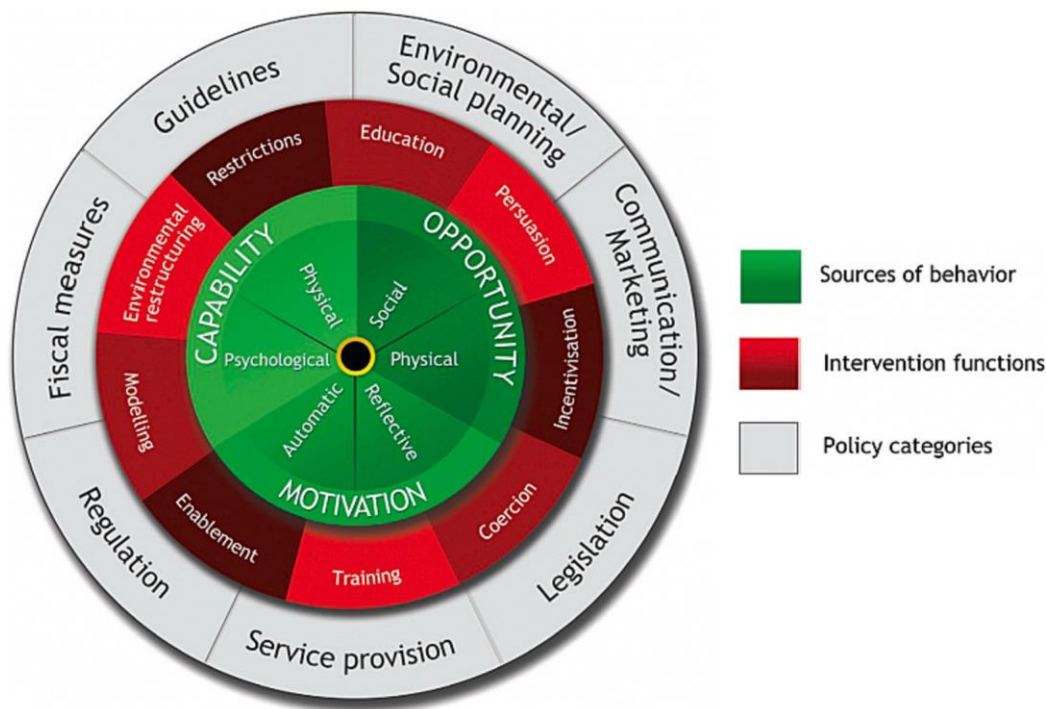 Guidelines
Environmental/
Social planning
Communication/
Marketing
Legislation
Service provision
Regulation
Fiscal measures
Restrictions
Education
Persuasion
Incentivisation
Coercion
Training
Enablement
Modelling
Environmental
restructuring
CAPABILITY
OPPORTUNITY
MOTIVATION
Physical
Social
Psychological
Physical
Automatic
Reflective
Sources of behavior
Intervention functions
Policy categories